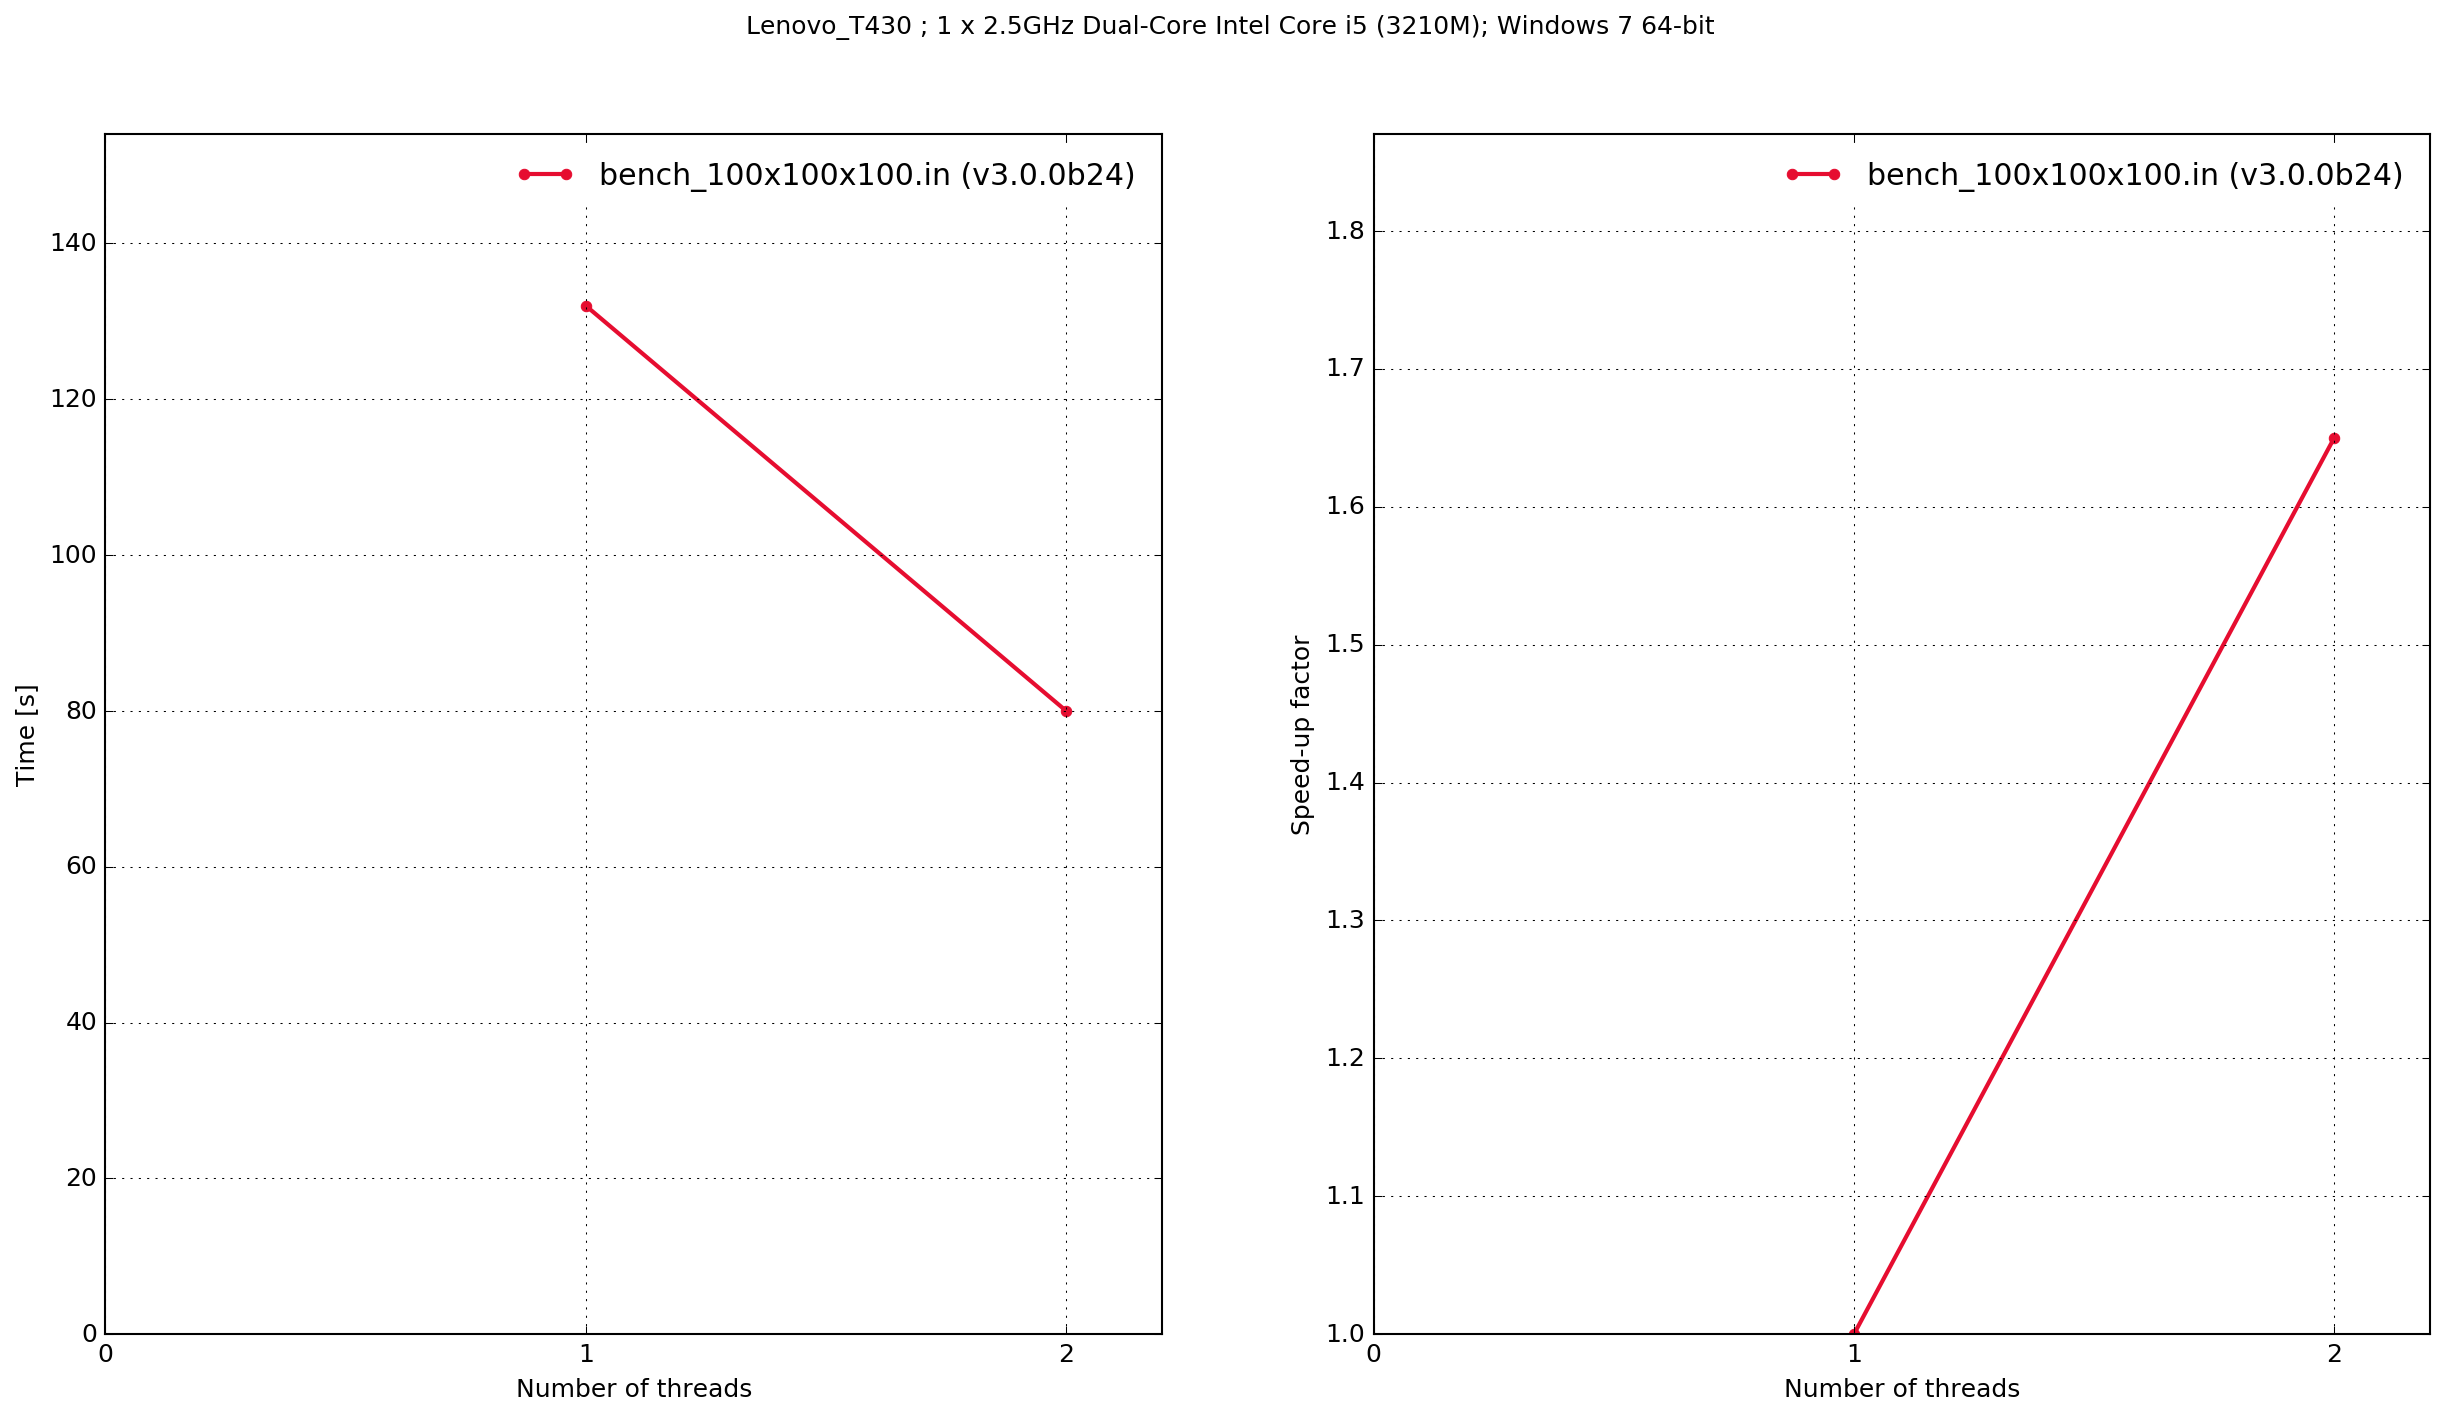 Lenovo_T430 ; 1 x 2.5GHz Dual-Core Intel Core i5 (3210M); Windows 7 64-bit
bench_100x100x100.in (v3.0.0b24)
140
120
100
80
60
40
20
0
Time [s]
0 1 2
Number of threads
bench_100x100x100.in (v3.0.0b24)
1.8
1.7
1.6
1.5
1.4
1.3
1.2
1.1
1.0
Speed-up factor
0 1 2
Number of threads